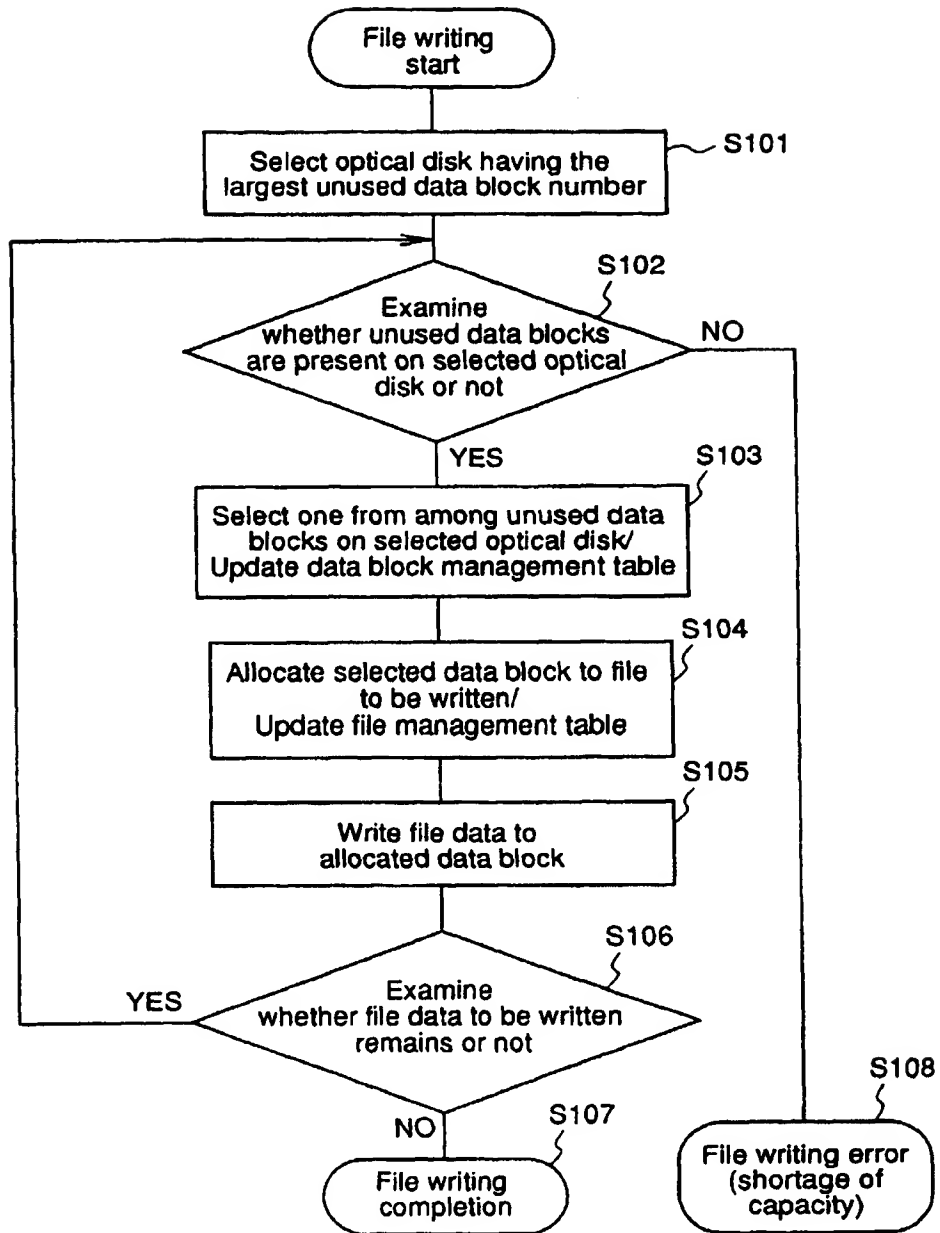 File writing
start
S101
Select optical disk having the
largest unused data block number
S102
Examine
whether unused data blocks
are present on selected optical
disk or not
NO
YES
S103
Select one from among unused data
blocks on selected optical disk/
Update data block management table
S104
Allocate selected data block to file
to be written/
Update file management table
S105
Write file data to
allocated data block
S106
YES
Examine
whether file data to be written
remains or not
NO
S107
File writing
completion
S108
File writing error
(shortage of
capacity)